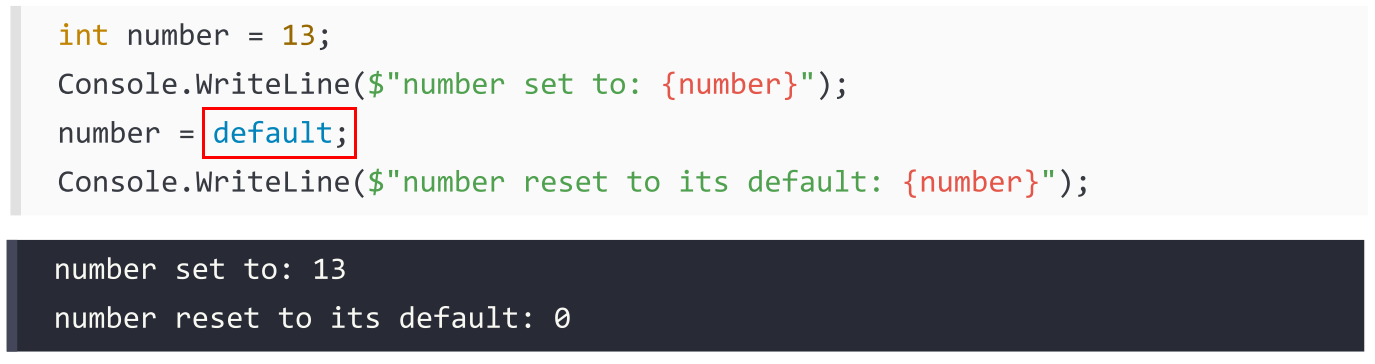 int number = 13;
Console.WriteLine($"number set to: {number}");
number = default;
Console.WriteLine($"number reset to its default: {number}");
number set to: 13
number reset to its default: 0